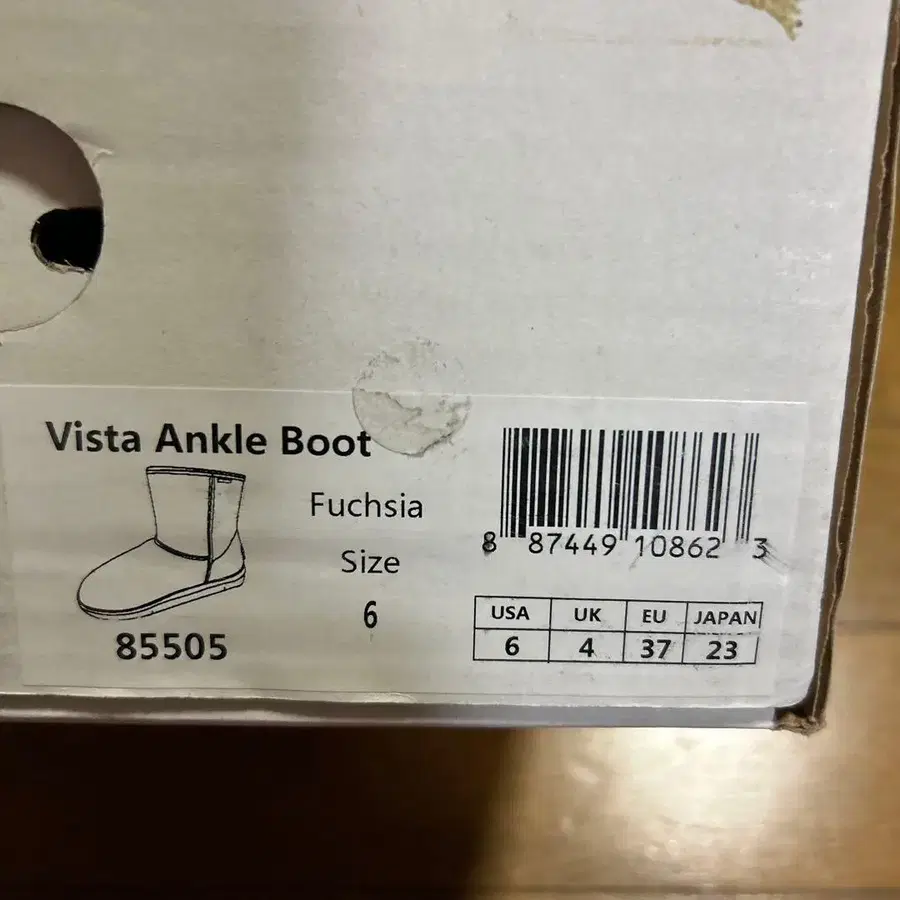 Vista Ankle Boot
Fuchsia
Size
6
85505
8 87449 10862 3
USA UK EU JAPAN
6 4 37 23